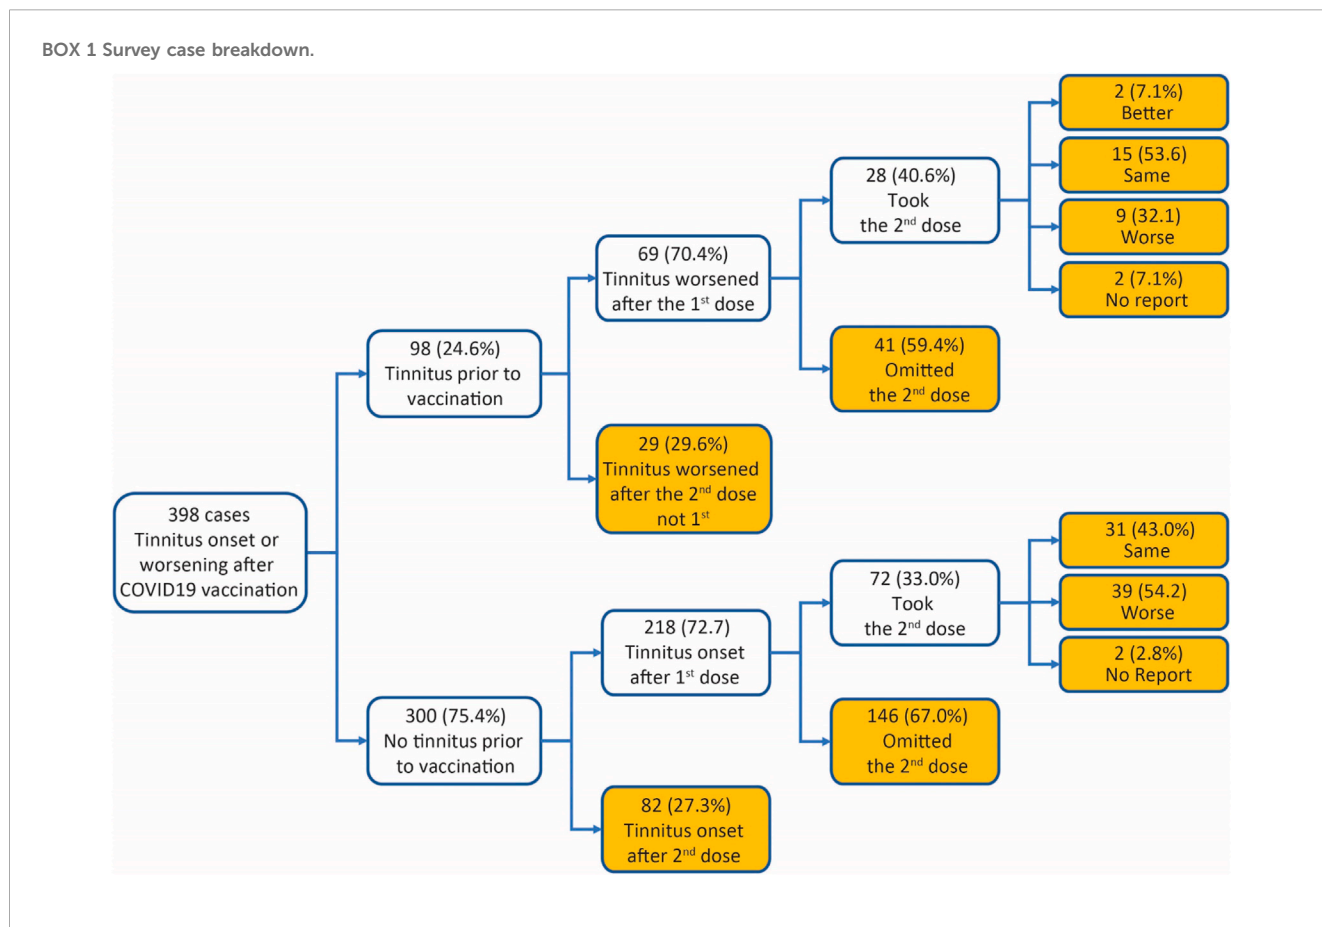 BOX 1 Survey case breakdown.
398 cases
Tinnitus onset or
worsening after
COVID19 vaccination
98 (24.6%)
Tinnitus prior to
vaccination
69 (70.4%)
Tinnitus worsened
after the 1st dose
28 (40.6%)
Took
the 2nd dose
2 (7.1%)
Better
15 (53.6)
Same
9 (32.1)
Worse
2 (7.1%)
No report
41 (59.4%)
Omitted
the 2nd dose
29 (29.6%)
Tinnitus worsened
after the 2nd dose
not 1st
300 (75.4%)
No tinnitus prior
to vaccination
218 (72.7)
Tinnitus onset
after 1st dose
72 (33.0%)
Took
the 2nd dose
31 (43.0%)
Same
39 (54.2)
Worse
2 (2.8%)
No Report
146 (67.0%)
Omitted
the 2nd dose
82 (27.3%)
Tinnitus onset
after 2nd dose